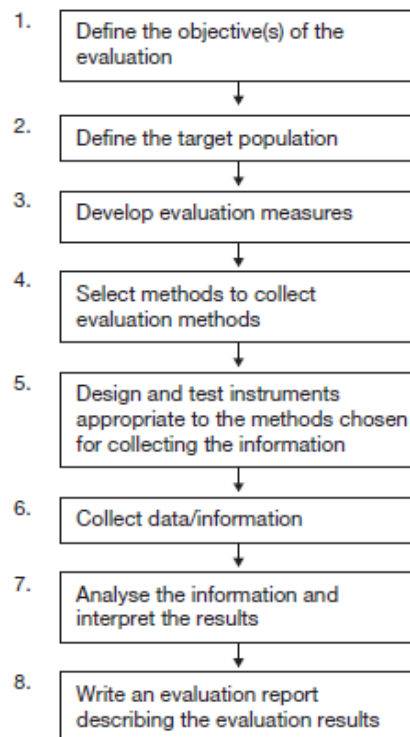 1. Define the objective(s) of the
evaluation
2. Define the target population
3. Develop evaluation measures
4. Select methods to collect
evaluation methods
5. Design and test instruments
appropriate to the methods chosen
for collecting the information
6. Collect data/information
7. Analyse the information and
interpret the results
8. Write an evaluation report
describing the evaluation results